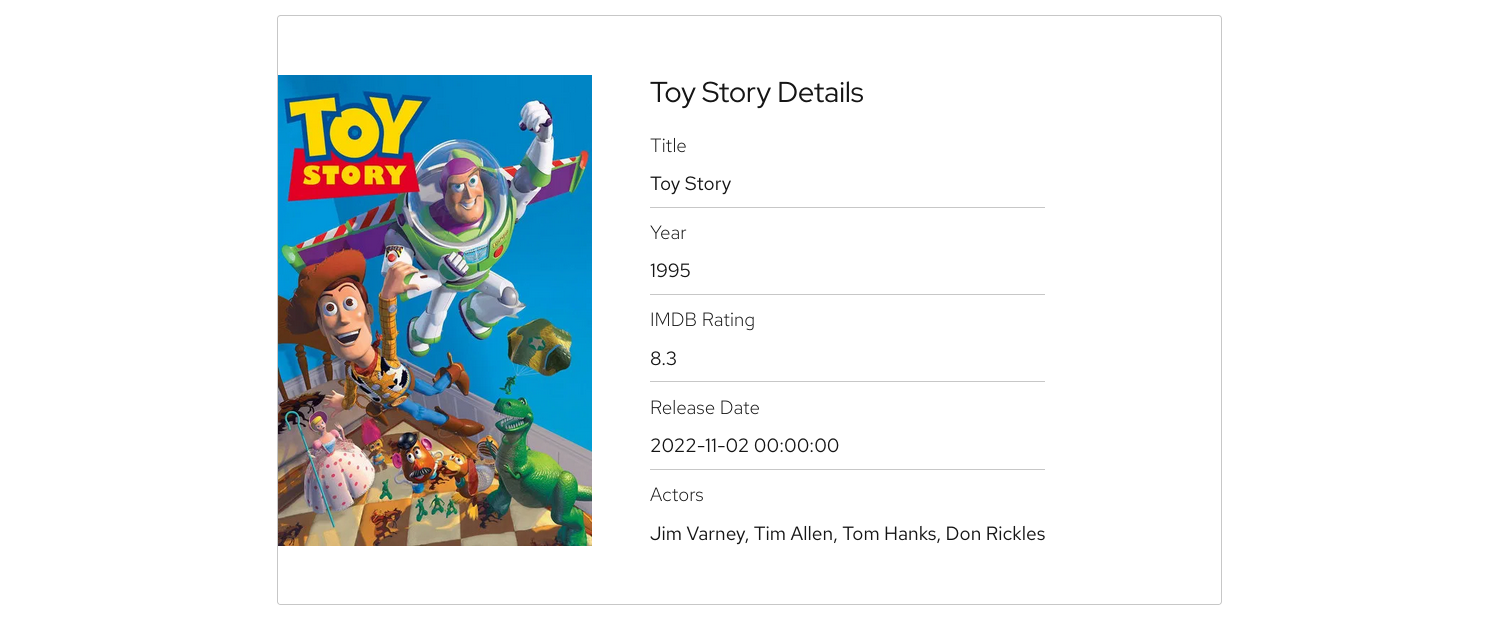 TOY
STORY
Toy Story Details
Title
Toy Story
Year
1995
IMDB Rating
8.3
Release Date
2022-11-02 00:00:00
Actors
Jim Varney, Tim Allen, Tom Hanks, Don Rickles